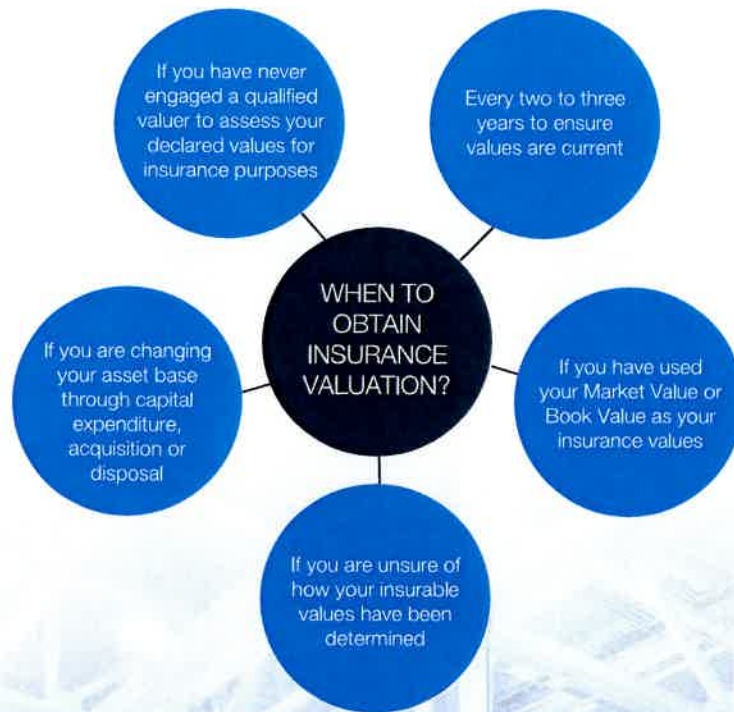 If you have never
engaged a qualified
valuer to assess your
declared values for
insurance purposes
Every two to three
years to ensure
values are current
WHEN TO
OBTAIN
INSURANCE
VALUATION?
If you are changing
your asset base
through capital
expenditure,
acquisition or
disposal
If you have used
your Market Value or
Book Value as your
insurance values
If you are unsure of
how your insurable
values have been
determined